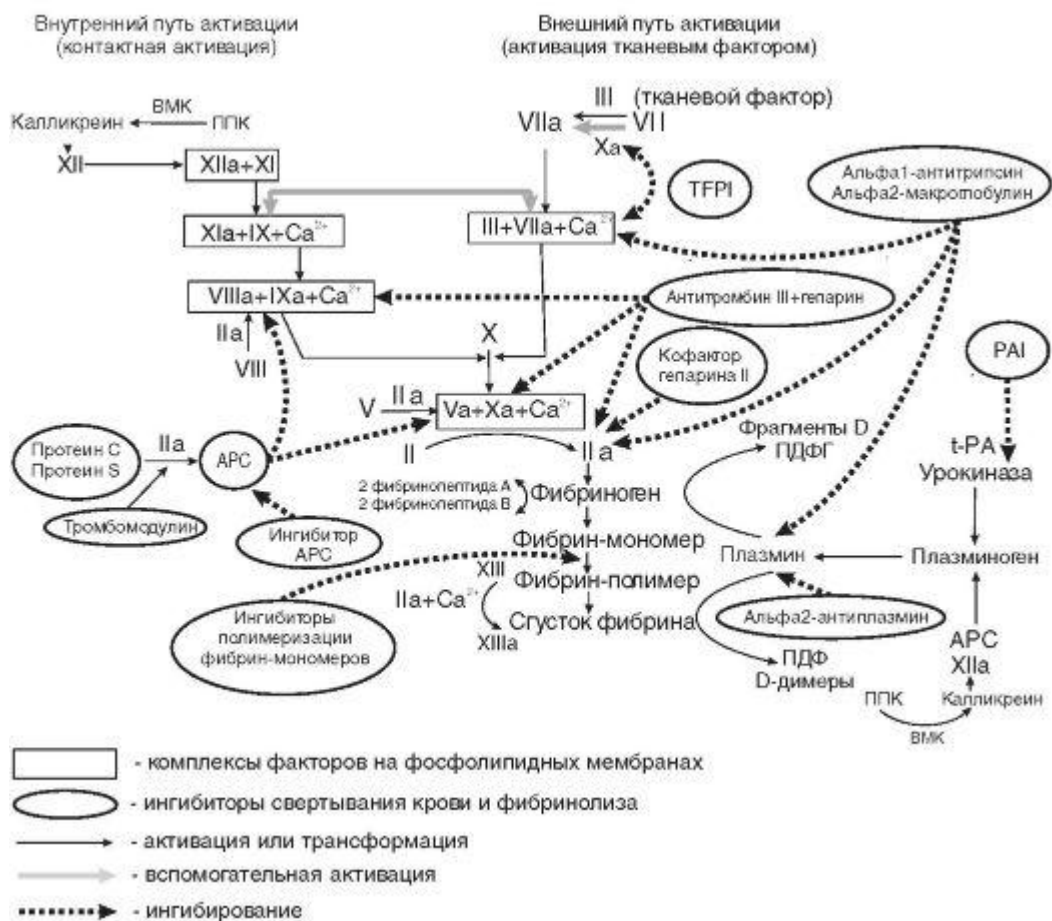 Внутренний путь активации
(контактная активация)
Внешний путь активации
(активация тканевым фактором)
III (тканевой фактор)
VIIa
VII
Xa
ВМК
Калликреин
ППК
XII
XIIa+XI
TFPI
Альфа1-антитрипсин
Альфа2-макроглобулин
XIa+IX+Ca2+
III+VIIa+Ca2+
VIIIa+IXa+Ca2+
Антитромбин III+гепарин
IIa
VIII
X
Кофактор
гепарина II
PAI
V
IIa
Va+Xa+Ca2+
II
IIa
Протеин С
Протеин S
IIa
АРС
Тромбомодулин
Ингибитор
АРС
Фрагменты D
ПДФГ
t-PA
Урокиназа
2 фибринопептида А
2 фибринопептида В
Фибриноген
Фибрин-мономер
Плазмин
Плазминоген
XIII
Фибрин-полимер
IIa+Ca2+
XIIIa
Сгусток фибрина
Альфа2-антиплазмин
Ингибиторы
полимеризации
фибрин-мономеров
ПДФ
D-димеры
АРС
XIIa
ППК
Калликреин
ВМК
- комплексы факторов на фосфолипидных мембранах
- ингибиторы свертывания крови и фибринолиза
- активация или трансформация
- вспомогательная активация
- ингибирование